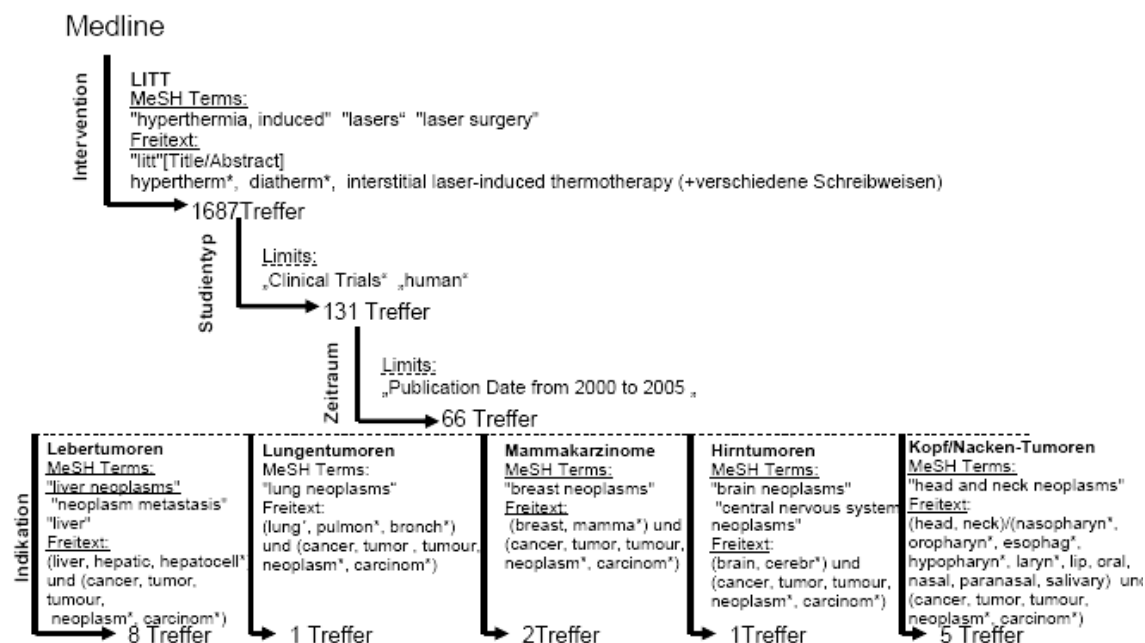 Medline
Intervention
LITT
MeSH Terms:
"hyperthermia, induced" "lasers“ "laser surgery”
Freitext:
"litt"[Title/Abstract]
hypertherm*, diatherm*, interstitial laser-induced thermotherapy (+verschiedene Schreibweisen)
1687Treffer
Studientyp
Limits:
„Clinical Trials“ „human“
131 Treffer
Zeitraum
Limits:
„Publication Date from 2000 to 2005 „
66 Treffer
Indikation
Lebertumoren
MeSH Terms:
"liver neoplasms"
"neoplasm metastasis"
"liver"
Freitext:
(liver, hepatic, hepatocell*
und (cancer, tumor,
tumour,
neoplasm*, carcinom*)
8 Treffer
Lungentumoren
MeSH Terms:
"lung neoplasms"
Freitext:
(lung’, pulmon*, bronch*)
und (cancer, tumor , tumour,
neoplasm*, carcinom*)
1 Treffer
Mammakarzinome
MeSH Terms:
"breast neoplasms"
Freitext:
(breast, mamma*) und
(cancer, tumor, tumour,
neoplasm*, carcinom*)
2Treffer
Hirntumoren
MeSH Terms:
"brain neoplasms"
"central nervous system
neoplasms"
Freitext:
(brain, cerebr*) und
(cancer, tumor, tumour,
neoplasm*, carcinom*)
1Treffer
Kopf/Nacken-Tumoren
MeSH Terms:
"head and neck neoplasms"
Freitext:
(head, neck)/(nasopharyn*,
oropharyn*, esophag*,
hypopharyn*, laryn*, lip, oral,
nasal, paranasal, salivary) und
(cancer, tumor, tumour,
neoplasm*, carcinom*)
5 Treffer